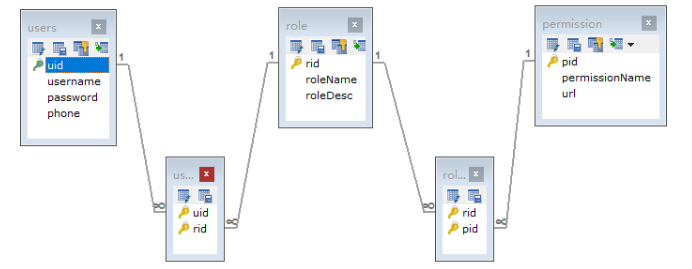 users
x
uid
username
password
phone
1
role
x
rid
roleName
roleDesc
1
1
permission
x
pid
permissionName
url
1
us...
x
uid
rid
∞
∞
rol...
x
rid
pid
∞
∞